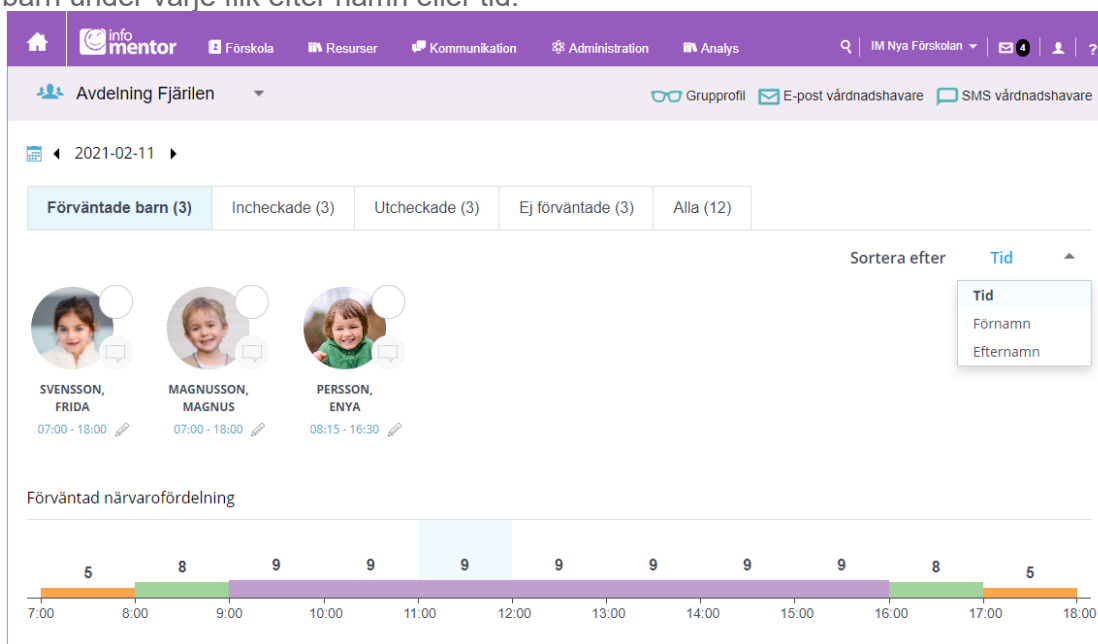 barn under varje flik efter namn eller tid.
info mentor Förskola Resurser Kommunikation Administration Analys IM Nya Förskolan 4 ?
Avdelning Fjärilen Grupprofil E-post vårdnadshavare SMS vårdnadshavare
2021-02-11
Förväntade barn (3) Incheckade (3) Utcheckade (3) Ej förväntade (3) Alla (12)
Sortera efter Tid
Tid
Förnamn
Efternamn
SVENSSON, FRIDA
07:00 - 18:00
MAGNUSSON, MAGNUS
07:00 - 18:00
PERSSON, ENYA
08:15 - 16:30
Förväntad närvarofördelning
5 8 9 9 9 9 9 9 9 8 5
7:00 8:00 9:00 10:00 11:00 12:00 13:00 14:00 15:00 16:00 17:00 18:00